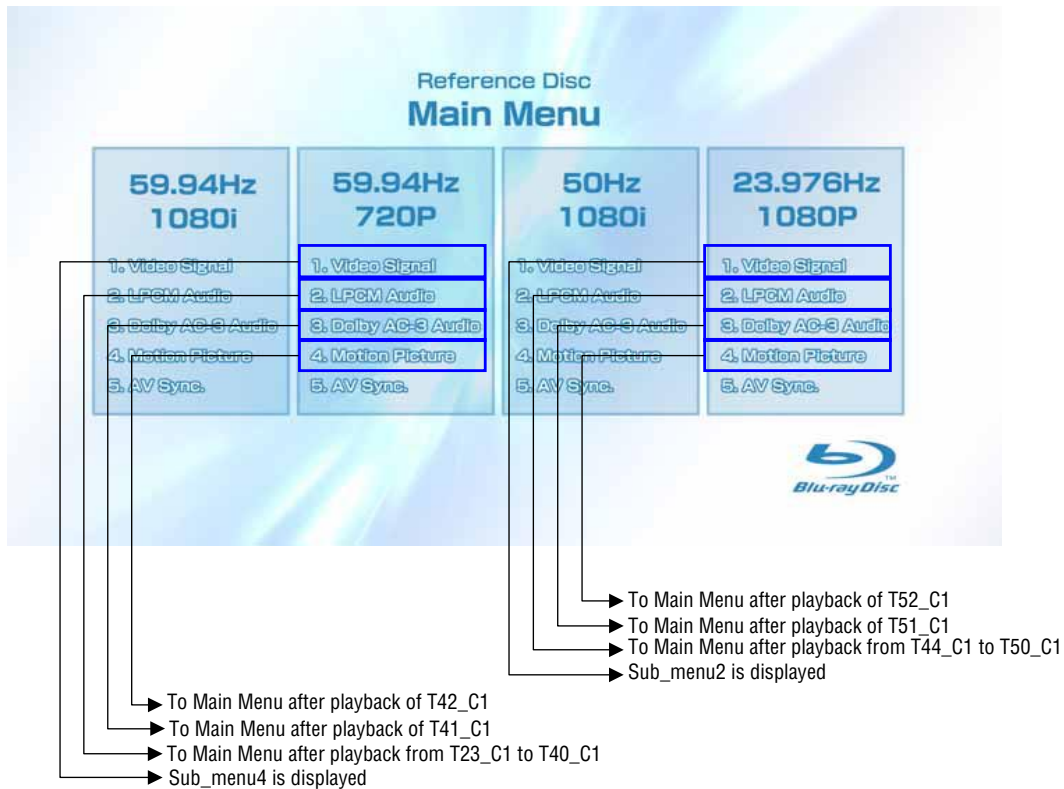 Reference Disc
Main Menu
59.94Hz
1080i
1. Video Signal
2. LPCM Audio
3. Dolby AC-3 Audio
4. Motion Picture
5. AV Sync.
59.94Hz
720P
1. Video Signal
2. LPCM Audio
3. Dolby AC-3 Audio
4. Motion Picture
5. AV Sync.
50Hz
1080i
1. Video Signal
2. LPCM Audio
3. Dolby AC-3 Audio
4. Motion Picture
5. AV Sync.
23.976Hz
1080P
1. Video Signal
2. LPCM Audio
3. Dolby AC-3 Audio
4. Motion Picture
5. AV Sync.
Blu-ray Disc™
To Main Menu after playback of T52_C1
To Main Menu after playback of T51_C1
To Main Menu after playback from T44_C1 to T50_C1
Sub_menu2 is displayed
To Main Menu after playback of T42_C1
To Main Menu after playback of T41_C1
To Main Menu after playback from T23_C1 to T40_C1
Sub_menu4 is displayed